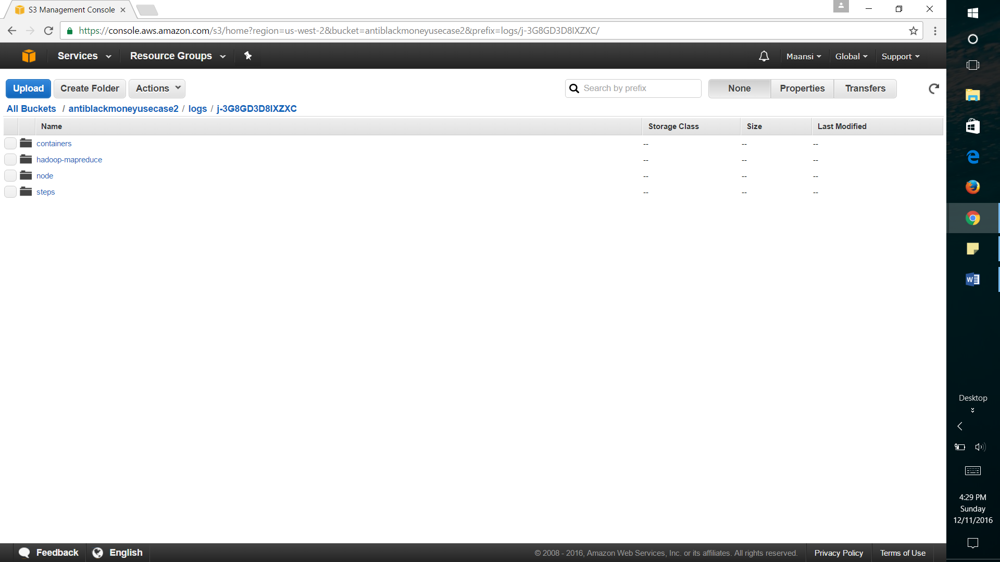 S3 Management Console
https://console.aws.amazon.com/s3/home?region=us-west-2&bucket=antiblackmoneyusecase2&prefix=logs/j-3G8GD3D8IXZXC/
Services Resource Groups Maansi Global Support
Upload Create Folder Actions Search by prefix None Properties Transfers
All Buckets / antiblackmoneyusecase2 / logs / j-3G8GD3D8IXZXC
Name Storage Class Size Last Modified
containers -- -- --
hadoop-mapreduce -- -- --
node -- -- --
steps -- -- --
Desktop
4:29 PM
Sunday
12/11/2016
Feedback English © 2008 - 2016, Amazon Web Services, Inc. or its affiliates. All rights reserved. Privacy Policy Terms of Use